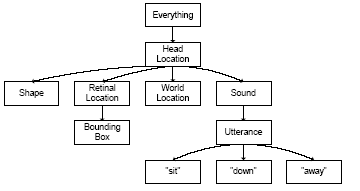 Everything
Head
Location
Shape
Retinal
Location
World
Location
Sound
Bounding
Box
Utterance
"sit"
"down"
"away"